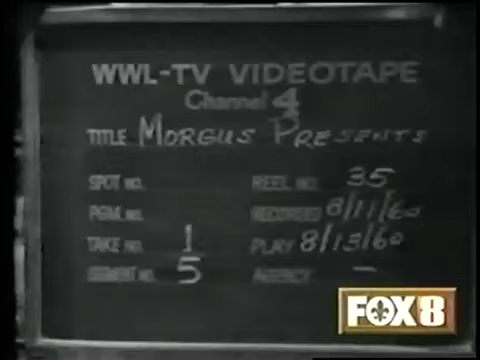 WWL-TV VIDEOTAPE
Channel 4
TITLE MORGUS PRESENTS
SPOT NO. REEL NO. 35
PGM. NO. RECORDED 8/11/60
TAKE NO. 1 PLAY 8/13/60
SEGMENT NO. 5 AGENCY —
FOX 8